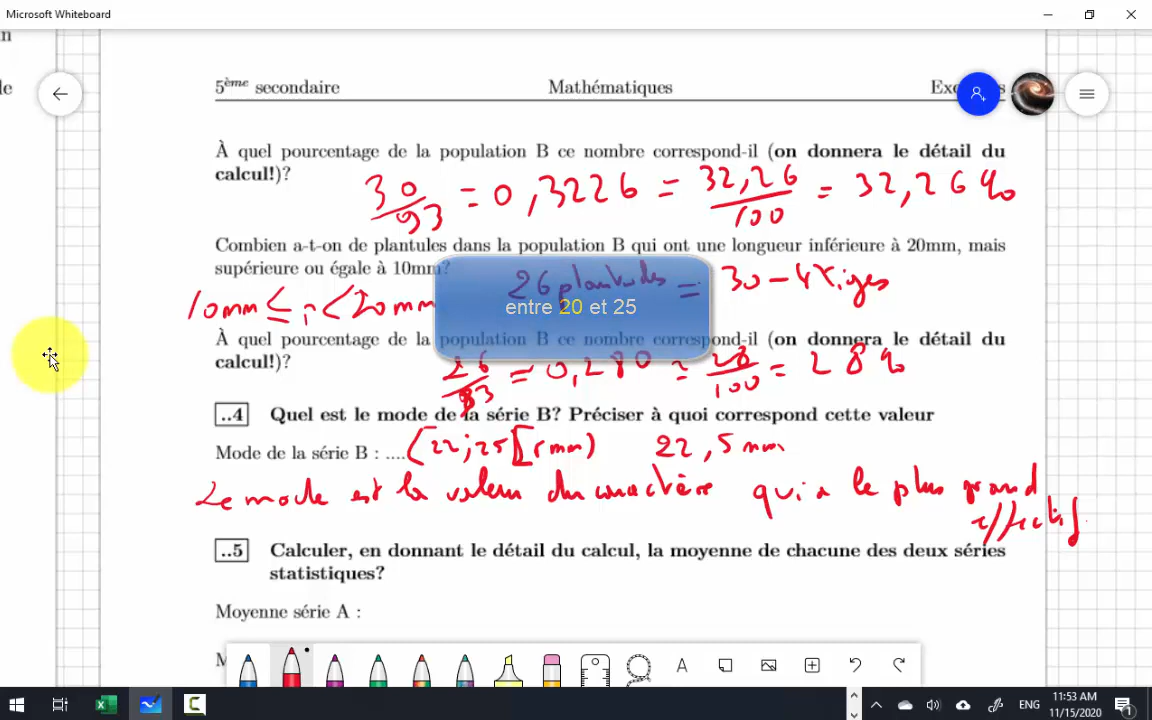 Microsoft Whiteboard
5ème secondaire Mathématiques
À quel pourcentage de la population B ce nombre correspond-il (on donnera le détail du
calcul!)?
30/93 = 0,3226 = 32,26/100 = 32,26%
Combien a-t-on de plantules dans la population B qui ont une longueur inférieure à 20mm, mais
supérieure ou égale à 10mm?
26 plantules = 30-4 tiges
10mm ≤ < 20mm
entre 20 et 25
À quel pourcentage de la population B ce nombre correspond-il (on donnera le détail du
calcul!)?
26/93 = 0,280 = 28/100 = 28%
..4 Quel est le mode de la série B? Préciser à quoi correspond cette valeur
Mode de la série B : .... 22,5 mm
Le mode est la valeur du caractère qui a le plus grand
effectif
..5 Calculer, en donnant le détail du calcul, la moyenne de chacune des deux séries
statistiques?
Moyenne série A :
ENG
11:53 AM
11/15/2020